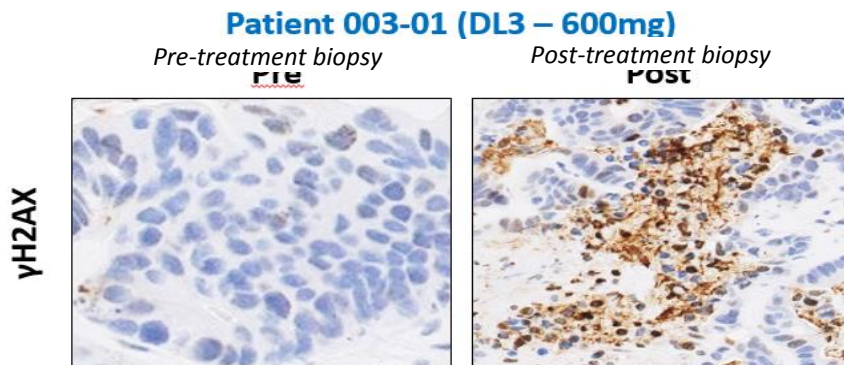 Patient 003-01 (DL3 – 600mg)
Pre-treatment biopsy
Post-treatment biopsy
Pre
Post
γH2AX